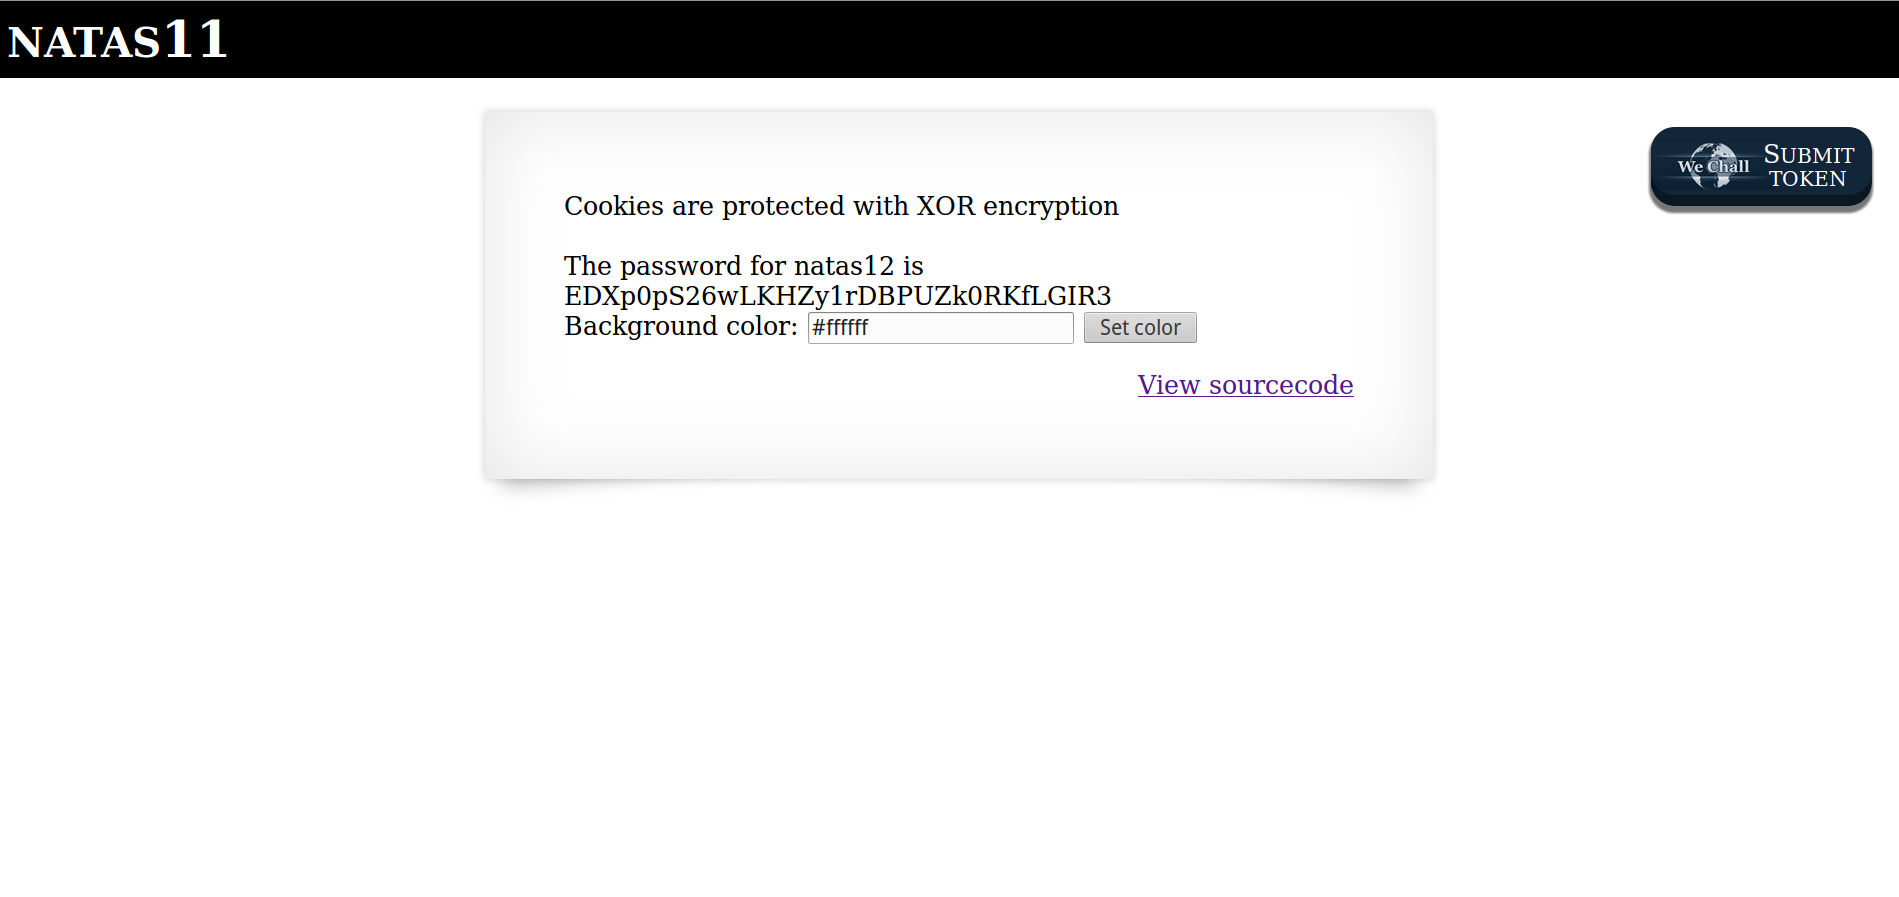 NATAS11
We Chall
SUBMIT
TOKEN
Cookies are protected with XOR encryption
The password for natas12 is
EDXp0pS26wLKHZy1rDBPUZk0RKfLGIR3
Background color: #ffffff Set color
View sourcecode